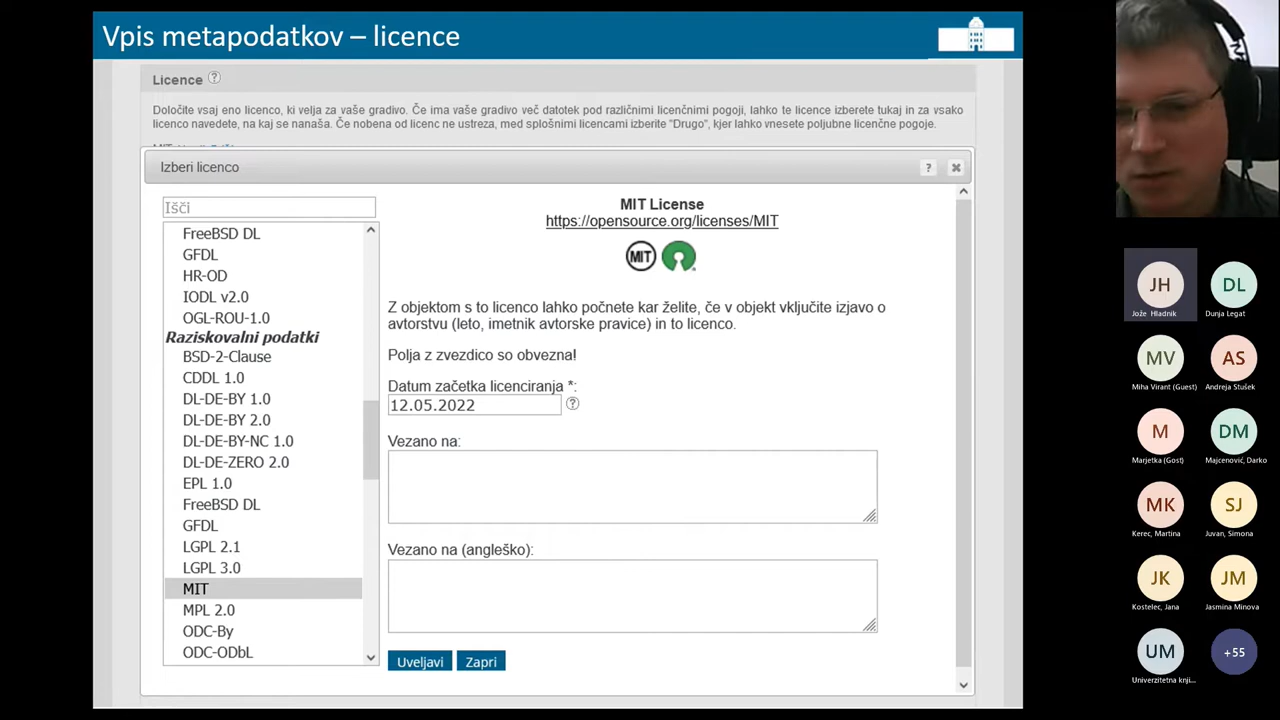 Vpis metapodatkov – licence
Licence ?
Določite vsaj eno licenco, ki velja za vaše gradivo. Če ima vaše gradivo več datotek pod različnimi licenčnimi pogoji, lahko te licence izberete tukaj in za vsako
licenco navedete, na kaj se nanaša. Če nobena od licenc ne ustreza, med splošnimi licencami izberite "Drugo", kjer lahko vnesete poljubne licenčne pogoje.
Izberi licenco
?
Išči
FreeBSD DL
GFDL
HR-OD
IODL v2.0
OGL-ROU-1.0
Raziskovalni podatki
BSD-2-Clause
CDDL 1.0
DL-DE-BY 1.0
DL-DE-BY 2.0
DL-DE-BY-NC 1.0
DL-DE-ZERO 2.0
EPL 1.0
FreeBSD DL
GFDL
LGPL 2.1
LGPL 3.0
MIT
MPL 2.0
ODC-By
ODC-ODbL
MIT License
https://opensource.org/licenses/MIT
MIT
Z objektom s to licenco lahko počnete kar želite, če v objekt vključite izjavo o
avtorstvu (leto, imetnik avtorske pravice) in to licenco.
Polja z zvezdico so obvezna!
Datum začetka licenciranja *:
12.05.2022 ?
Vezano na:
Vezano na (angleško):
Uveljavi Zapri
JH DL
Jože Hladnik Dunja Legat
MV AS
Miha Virant (Guest) Andreja Stušek
M DM
Marjetka (Gost) Majcenović, Darko
MK SJ
Kerec, Martina Juvan, Simona
JK JM
Kostelec, Jana Jasmina Minova
UM +55
Univerzitetna knji...